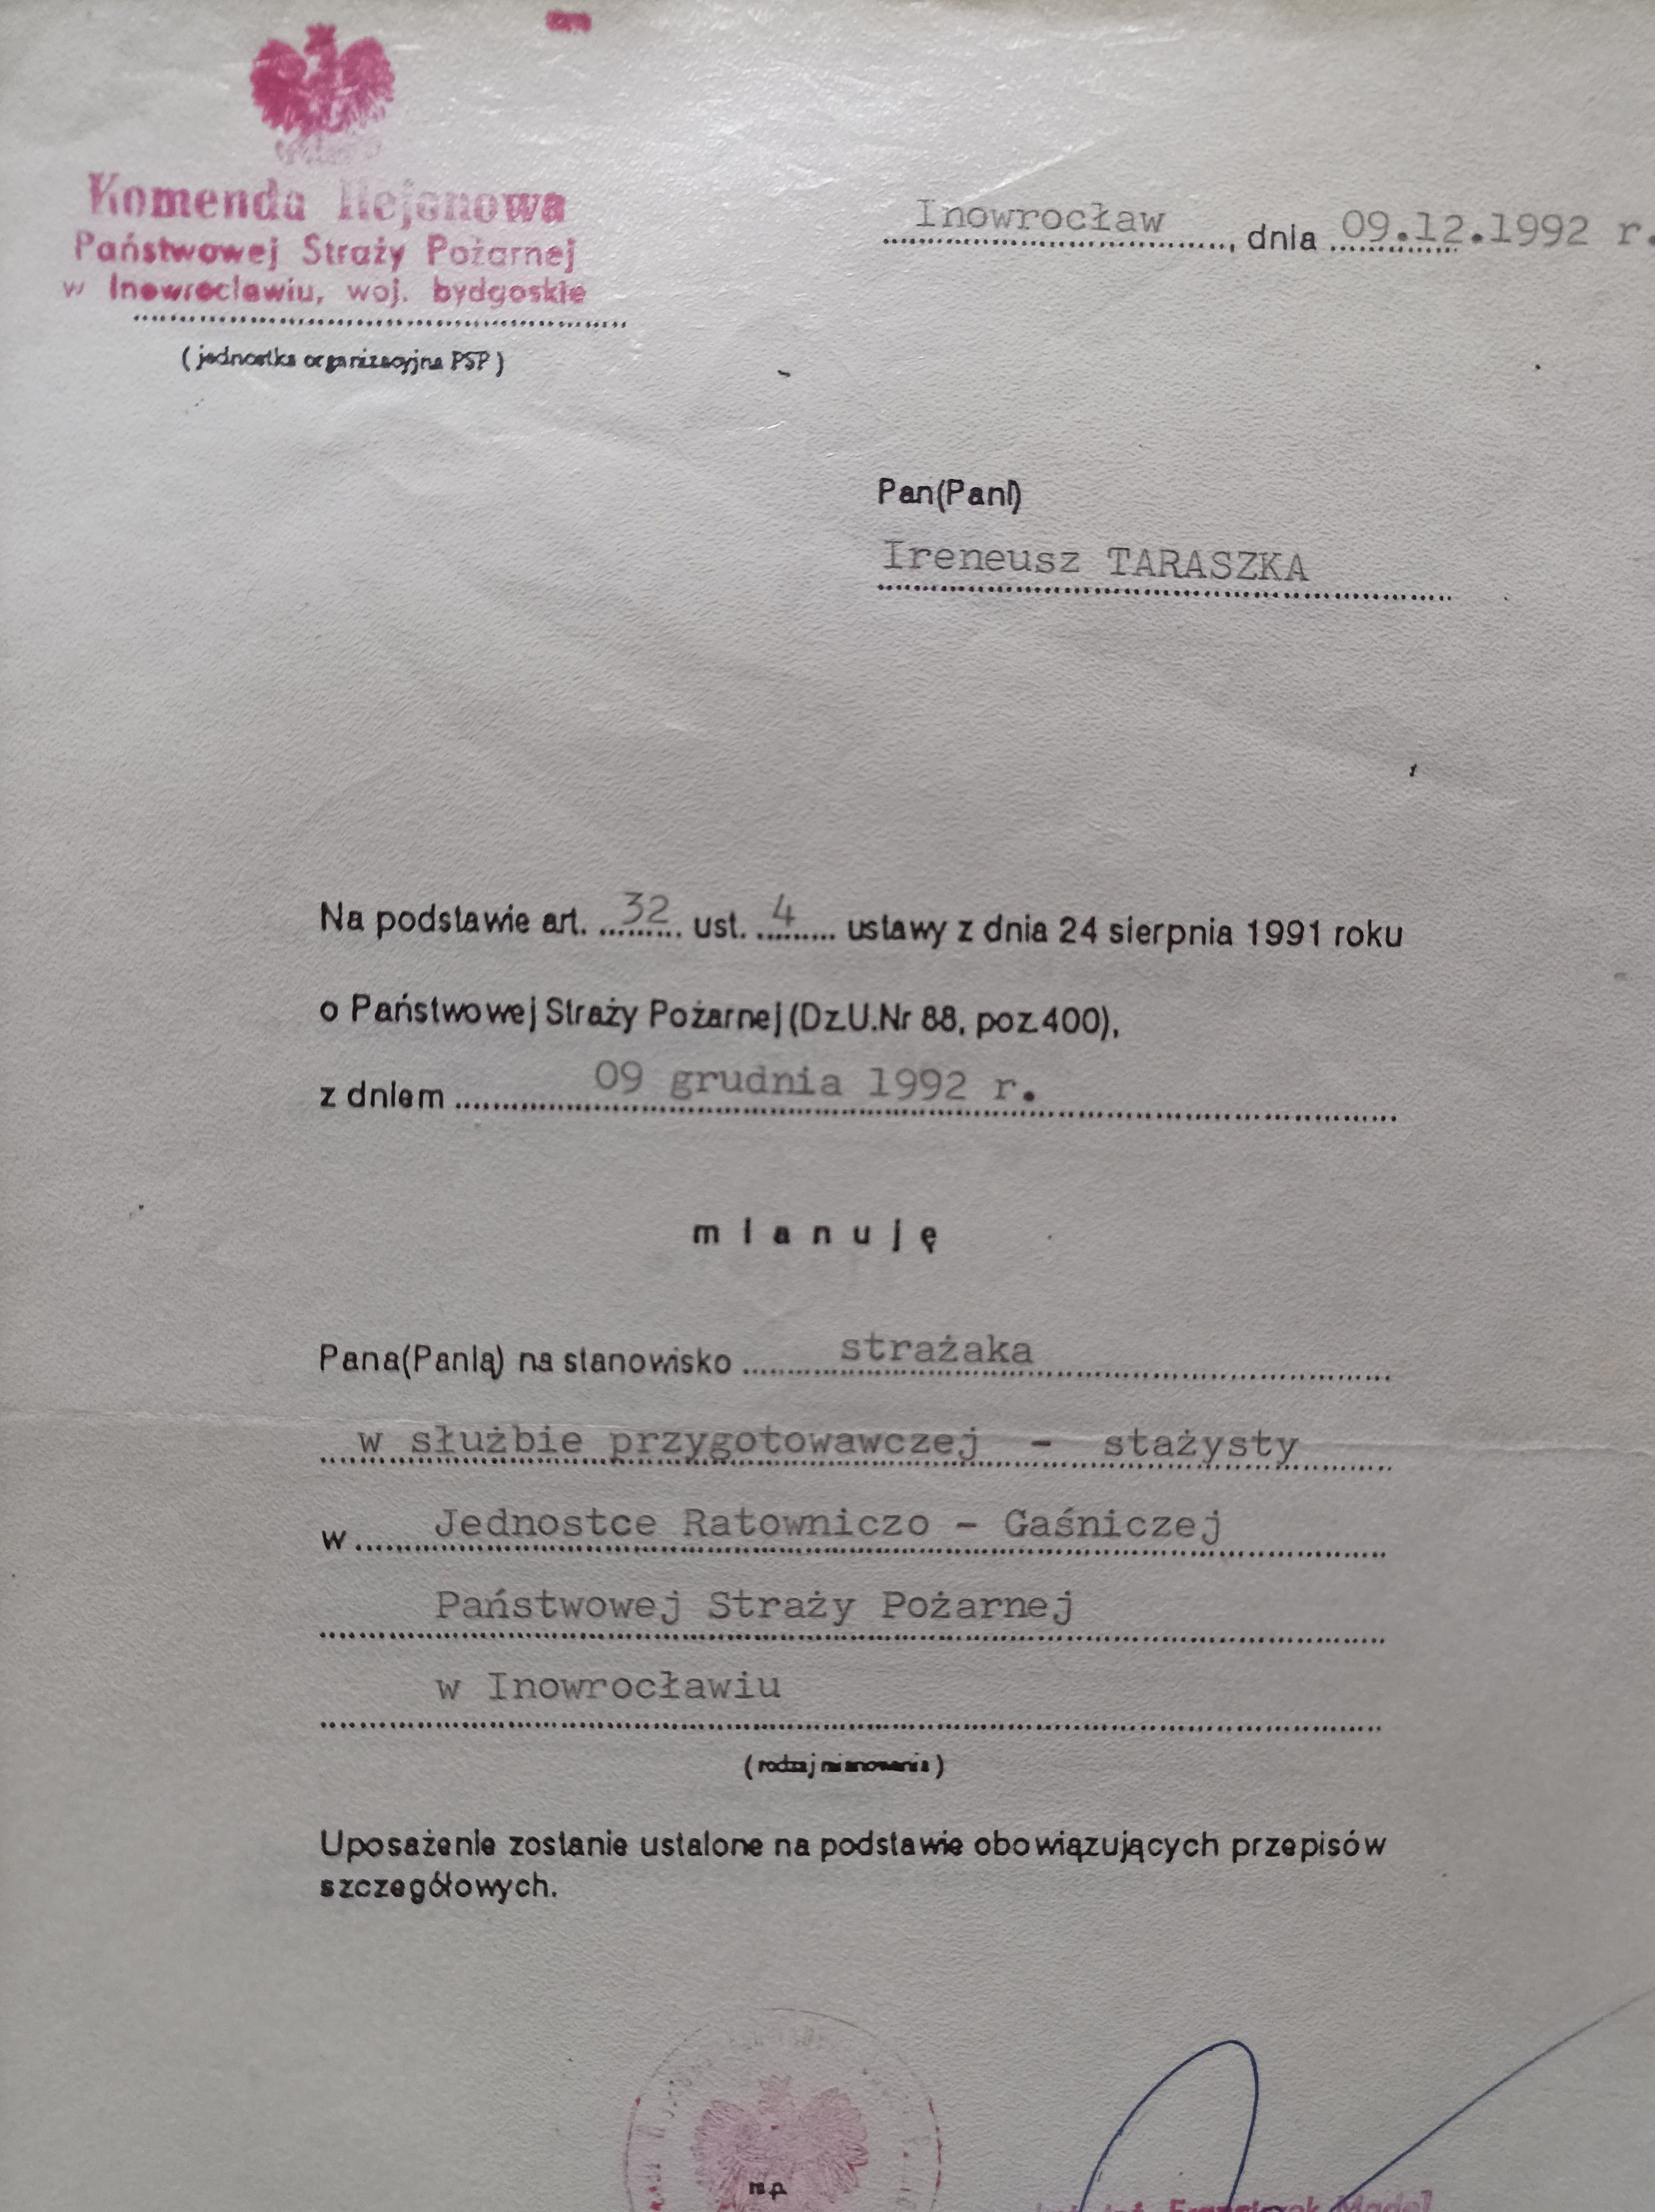 Komenda Rejonowa
Państwowej Straży Pożarnej
w Inowrocławiu, woj. bydgoskie
(jednostka organizacyjna PSP)
Inowrocław, dnia 09.12.1992 r.
Pan(Pani)
Ireneusz TARASZKA
Na podstawie art. 32 ust. 4 ustawy z dnia 24 sierpnia 1991 roku
o Państwowej Straży Pożarnej (Dz.U.Nr 88, poz.400),
z dniem 09 grudnia 1992 r.
mianuję
Pana(Panią) na stanowisko strażaka
w służbie przygotowawczej - stażysty
w Jednostce Ratowniczo - Gaśniczej
Państwowej Straży Pożarnej
w Inowrocławiu
(rodzaj mianowania)
Uposażenie zostanie ustalone na podstawie obowiązujących przepisów
szczegółowych.
m.p.